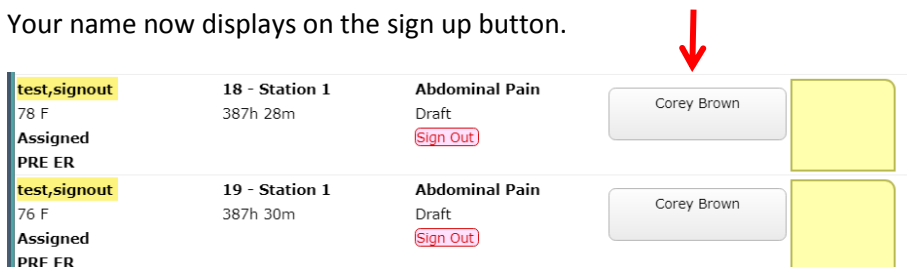 Your name now displays on the sign up button.
test,signout 18 - Station 1 Abdominal Pain Corey Brown
78 F 387h 28m Draft
Assigned Sign Out
PRE ER
test,signout 19 - Station 1 Abdominal Pain Corey Brown
76 F 387h 30m Draft
Assigned Sign Out
PRE ER